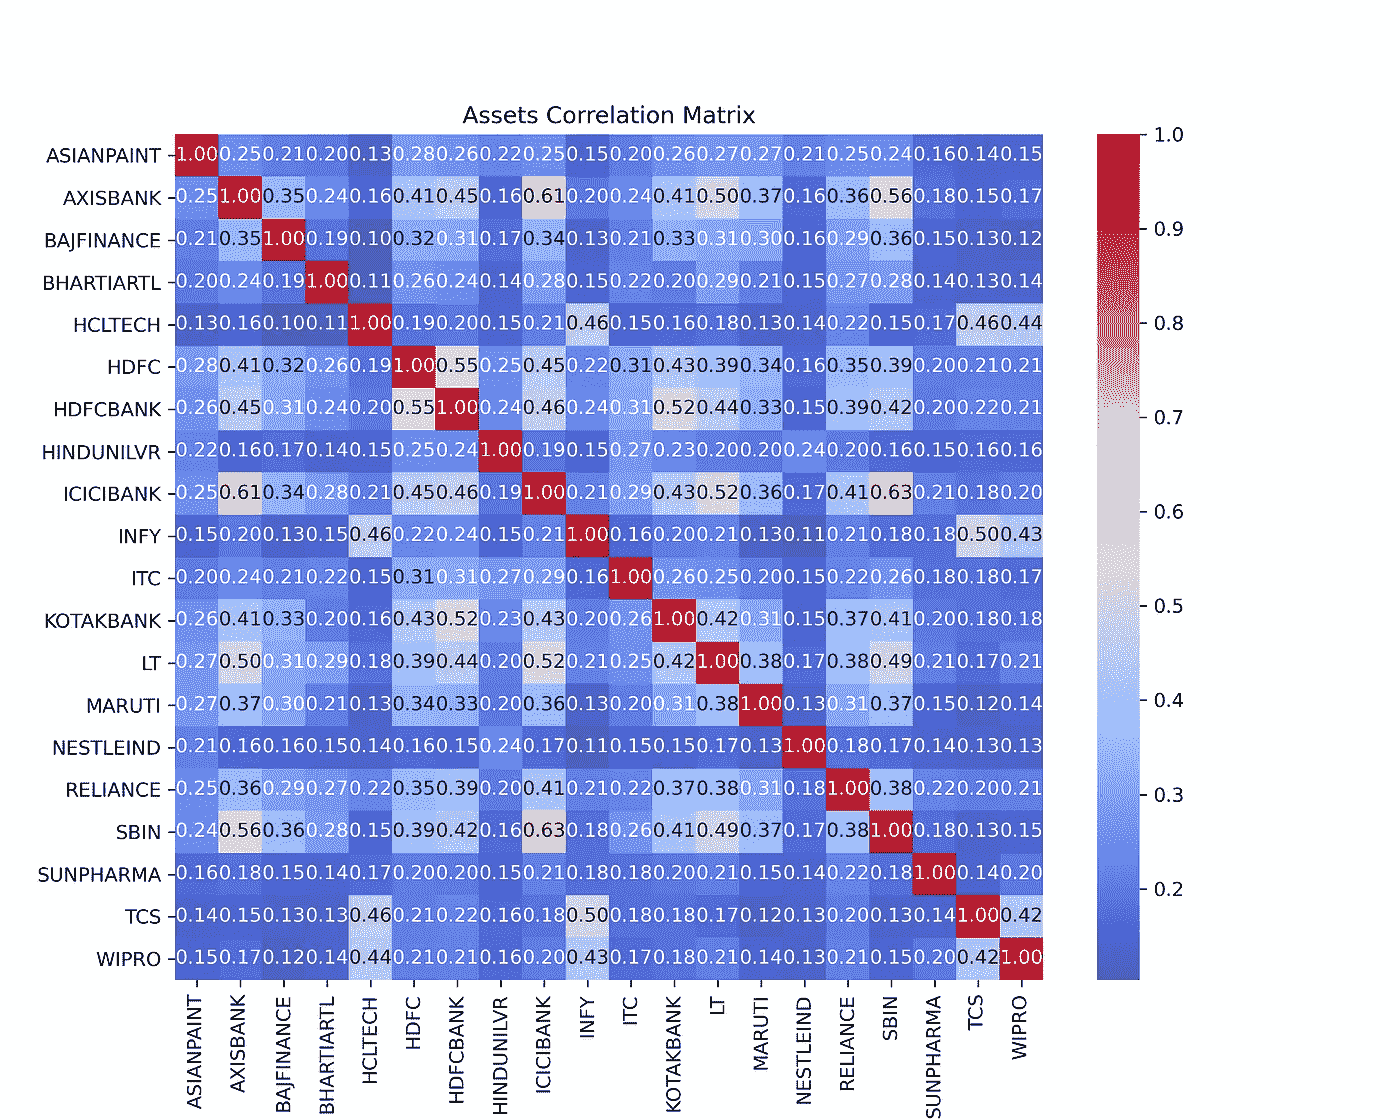 Assets Correlation Matrix
ASIANPAINT 1.00 0.25 0.21 0.20 0.13 0.28 0.26 0.22 0.25 0.15 0.20 0.26 0.27 0.27 0.21 0.25 0.24 0.16 0.14 0.15
AXISBANK 0.25 1.00 0.35 0.24 0.16 0.41 0.45 0.16 0.61 0.20 0.24 0.41 0.50 0.37 0.16 0.36 0.56 0.18 0.15 0.17
BAJFINANCE 0.21 0.35 1.00 0.19 0.10 0.32 0.31 0.17 0.34 0.13 0.21 0.33 0.31 0.30 0.16 0.29 0.36 0.15 0.13 0.12
BHARTIARTL 0.20 0.24 0.19 1.00 0.11 0.26 0.24 0.14 0.28 0.15 0.22 0.20 0.29 0.21 0.15 0.27 0.28 0.14 0.13 0.14
HCLTECH 0.13 0.16 0.10 0.11 1.00 0.19 0.20 0.15 0.21 0.46 0.15 0.16 0.18 0.13 0.14 0.22 0.15 0.17 0.46 0.44
HDFC 0.28 0.41 0.32 0.26 0.19 1.00 0.55 0.25 0.45 0.22 0.31 0.43 0.39 0.34 0.16 0.35 0.39 0.20 0.21 0.21
HDFCBANK 0.26 0.45 0.31 0.24 0.20 0.55 1.00 0.24 0.46 0.24 0.31 0.52 0.44 0.33 0.15 0.39 0.42 0.20 0.22 0.21
HINDUNILVR 0.22 0.16 0.17 0.14 0.15 0.25 0.24 1.00 0.19 0.15 0.27 0.23 0.20 0.20 0.24 0.20 0.16 0.15 0.16 0.16
ICICIBANK 0.25 0.61 0.34 0.28 0.21 0.45 0.46 0.19 1.00 0.21 0.29 0.43 0.52 0.36 0.17 0.41 0.63 0.21 0.18 0.20
INFY 0.15 0.20 0.13 0.15 0.46 0.22 0.24 0.15 0.21 1.00 0.16 0.20 0.21 0.13 0.11 0.21 0.18 0.18 0.50 0.43
ITC 0.20 0.24 0.21 0.22 0.15 0.31 0.31 0.27 0.29 0.16 1.00 0.26 0.25 0.20 0.15 0.22 0.26 0.18 0.18 0.17
KOTAKBANK 0.26 0.41 0.33 0.20 0.16 0.43 0.52 0.23 0.43 0.20 0.26 1.00 0.42 0.31 0.15 0.37 0.41 0.20 0.18 0.18
LT 0.27 0.50 0.31 0.29 0.18 0.39 0.44 0.20 0.52 0.21 0.25 0.42 1.00 0.38 0.17 0.38 0.49 0.21 0.17 0.21
MARUTI 0.27 0.37 0.30 0.21 0.13 0.34 0.33 0.20 0.36 0.13 0.20 0.31 0.38 1.00 0.13 0.31 0.37 0.15 0.12 0.14
NESTLEIND 0.21 0.16 0.16 0.15 0.14 0.16 0.15 0.24 0.17 0.11 0.15 0.15 0.17 0.13 1.00 0.18 0.17 0.14 0.13 0.13
RELIANCE 0.25 0.36 0.29 0.27 0.22 0.35 0.39 0.20 0.41 0.21 0.22 0.37 0.38 0.31 0.18 1.00 0.38 0.22 0.20 0.21
SBIN 0.24 0.56 0.36 0.28 0.15 0.39 0.42 0.16 0.63 0.18 0.26 0.41 0.49 0.37 0.17 0.38 1.00 0.18 0.13 0.15
SUNPHARMA 0.16 0.18 0.15 0.14 0.17 0.20 0.20 0.15 0.21 0.18 0.18 0.20 0.21 0.15 0.14 0.22 0.18 1.00 0.14 0.20
TCS 0.14 0.15 0.13 0.13 0.46 0.21 0.22 0.16 0.18 0.50 0.18 0.18 0.17 0.12 0.13 0.20 0.13 0.14 1.00 0.42
WIPRO 0.15 0.17 0.12 0.14 0.44 0.21 0.21 0.16 0.20 0.43 0.17 0.18 0.21 0.14 0.13 0.21 0.15 0.20 0.42 1.00
ASIANPAINT AXISBANK BAJFINANCE BHARTIARTL HCLTECH HDFC HDFCBANK HINDUNILVR ICICIBANK INFY ITC KOTAKBANK LT MARUTI NESTLEIND RELIANCE SBIN SUNPHARMA TCS WIPRO
1.0
0.9
0.8
0.7
0.6
0.5
0.4
0.3
0.2